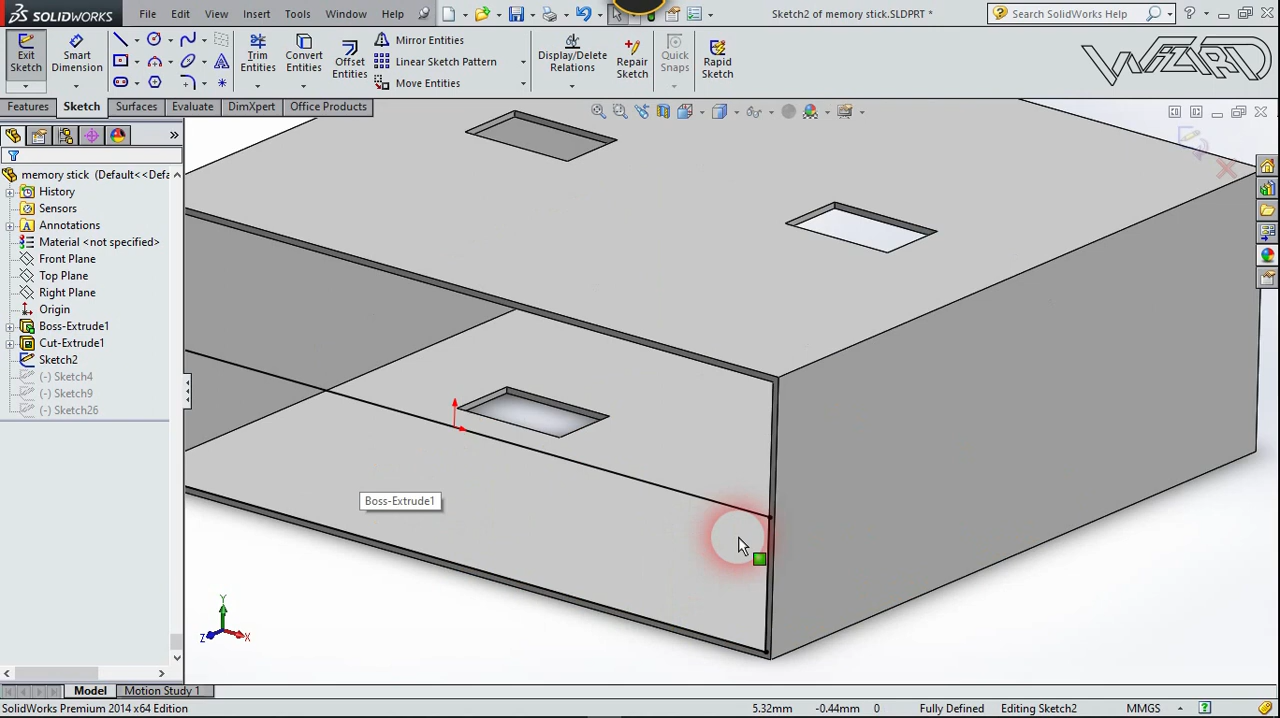 SOLIDWORKS
File Edit View Insert Tools Window Help
Sketch2 of memory stick.SLDPRT *
Search SolidWorks Help
Exit Sketch
Smart Dimension
Trim Entities
Convert Entities
Offset Entities
Mirror Entities
Linear Sketch Pattern
Move Entities
Display/Delete Relations
Repair Sketch
Quick Snaps
Rapid Sketch
WIZARD
Features Sketch Surfaces Evaluate DimXpert Office Products
memory stick (Default<<Defa
History
Sensors
Annotations
Material <not specified>
Front Plane
Top Plane
Right Plane
Origin
Boss-Extrude1
Cut-Extrude1
Sketch2
(-) Sketch4
(-) Sketch9
(-) Sketch26
Boss-Extrude1
Y
Z X
Model Motion Study 1
SolidWorks Premium 2014 x64 Edition
5.32mm -0.44mm 0 Fully Defined Editing Sketch2 MMGS